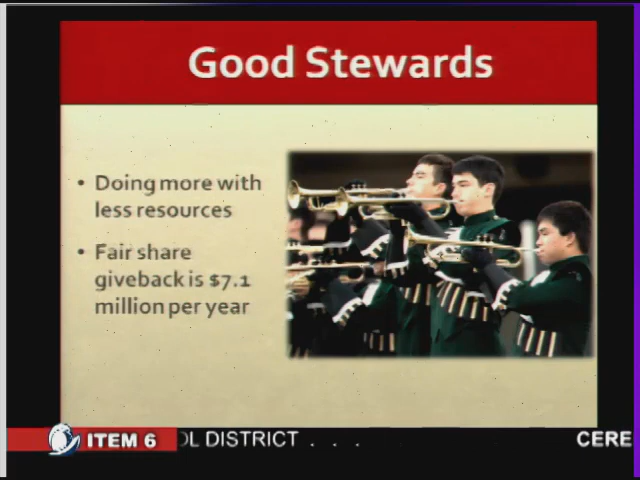 Good Stewards
• Doing more with
less resources
• Fair share
giveback is $7.1
million per year
ITEM 6
OL DISTRICT . . .
CERE